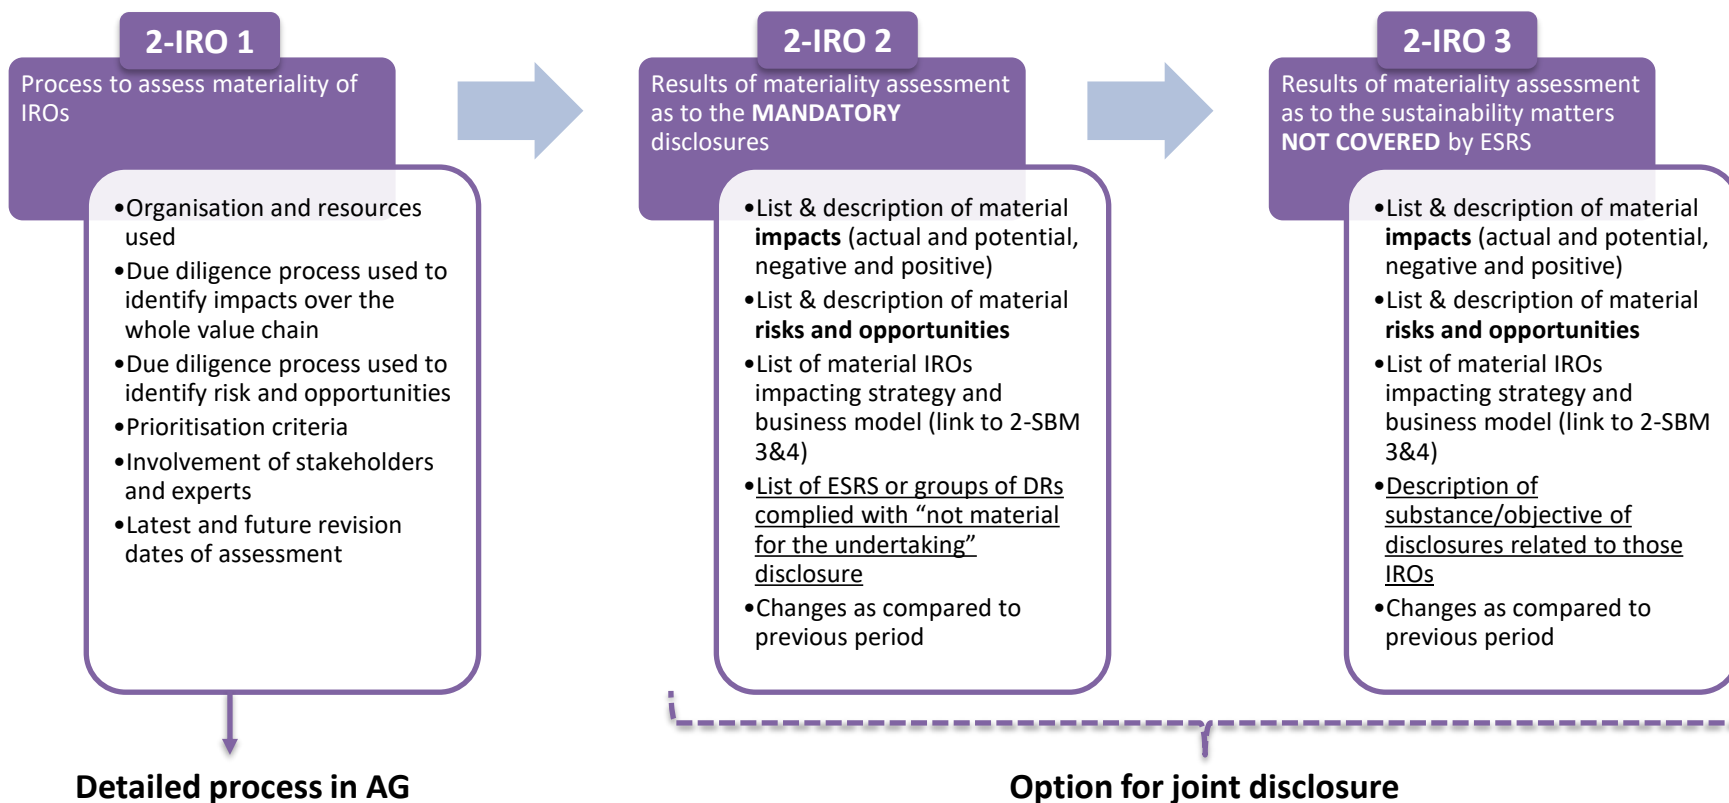 2-IRO 1
Process to assess materiality of
IROs
•Organisation and resources
used
•Due diligence process used to
identify impacts over the
whole value chain
•Due diligence process used to
identify risk and opportunities
•Prioritisation criteria
•Involvement of stakeholders
and experts
•Latest and future revision
dates of assessment
Detailed process in AG
2-IRO 2
Results of materiality assessment
as to the MANDATORY
disclosures
•List & description of material
impacts (actual and potential,
negative and positive)
•List & description of material
risks and opportunities
•List of material IROs
impacting strategy and
business model (link to 2-SBM
3&4)
•List of ESRS or groups of DRs
complied with “not material
for the undertaking”
disclosure
•Changes as compared to
previous period
2-IRO 3
Results of materiality assessment
as to the sustainability matters
NOT COVERED by ESRS
•List & description of material
impacts (actual and potential,
negative and positive)
•List & description of material
risks and opportunities
•List of material IROs
impacting strategy and
business model (link to 2-SBM
3&4)
•Description of
substance/objective of
disclosures related to those
IROs
•Changes as compared to
previous period
Option for joint disclosure